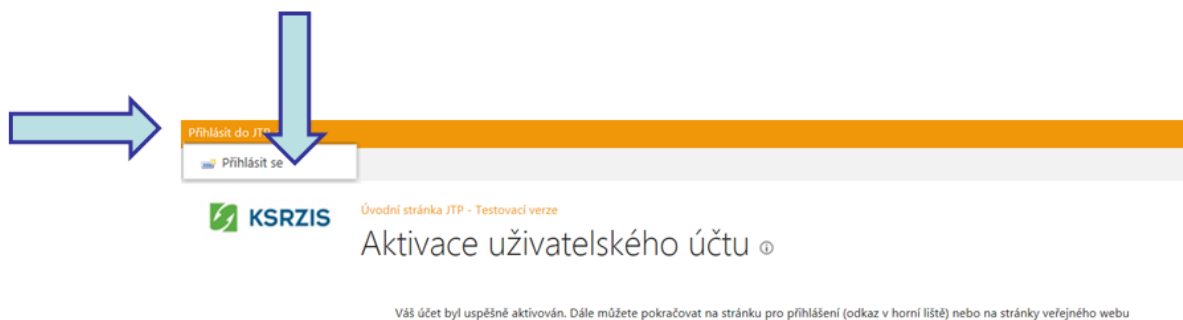 Přihlásit do JTP
Přihlásit se
KSRZIS
Úvodní stránka JTP - Testovací verze
Aktivace uživatelského účtu
Váš účet byl uspěšně aktivován. Dále můžete pokračovat na stránku pro přihlášení (odkaz v horní liště) nebo na stránky veřejného webu